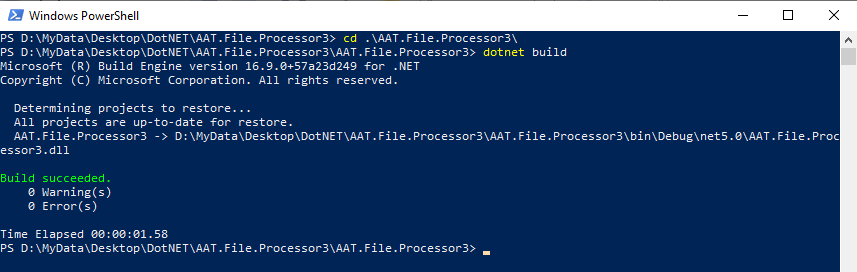 Windows PowerShell
PS D:\MyData\Desktop\DotNET\AAT.File.Processor3> cd .\AAT.File.Processor3\
PS D:\MyData\Desktop\DotNET\AAT.File.Processor3\AAT.File.Processor3> dotnet build
Microsoft (R) Build Engine version 16.9.0+57a23d249 for .NET
Copyright (C) Microsoft Corporation. All rights reserved.
  Determining projects to restore...
  All projects are up-to-date for restore.
  AAT.File.Processor3 -> D:\MyData\Desktop\DotNET\AAT.File.Processor3\AAT.File.Processor3\bin\Debug\net5.0\AAT.File.Proc
essor3.dll
Build succeeded.
    0 Warning(s)
    0 Error(s)
Time Elapsed 00:00:01.58
PS D:\MyData\Desktop\DotNET\AAT.File.Processor3\AAT.File.Processor3>